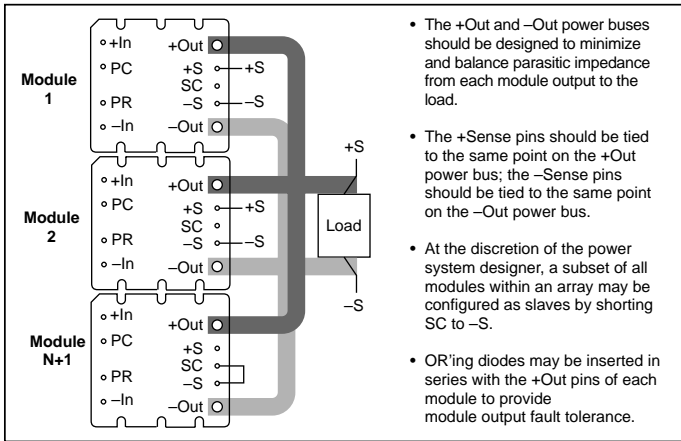 Module
1
+In
PC
PR
–In
+Out
+S
SC
–S
–Out
+S
–S
Module
2
+In
PC
PR
–In
+Out
+S
SC
–S
–Out
+S
–S
Module
N+1
+In
PC
PR
–In
+Out
+S
SC
–S
–Out
+S
Load
–S
• The +Out and –Out power buses
should be designed to minimize
and balance parasitic impedance
from each module output to the
load.
• The +Sense pins should be tied
to the same point on the +Out
power bus; the –Sense pins
should be tied to the same point
on the –Out power bus.
• At the discretion of the power
system designer, a subset of all
modules within an array may be
configured as slaves by shorting
SC to –S.
• OR'ing diodes may be inserted in
series with the +Out pins of each
module to provide
module output fault tolerance.